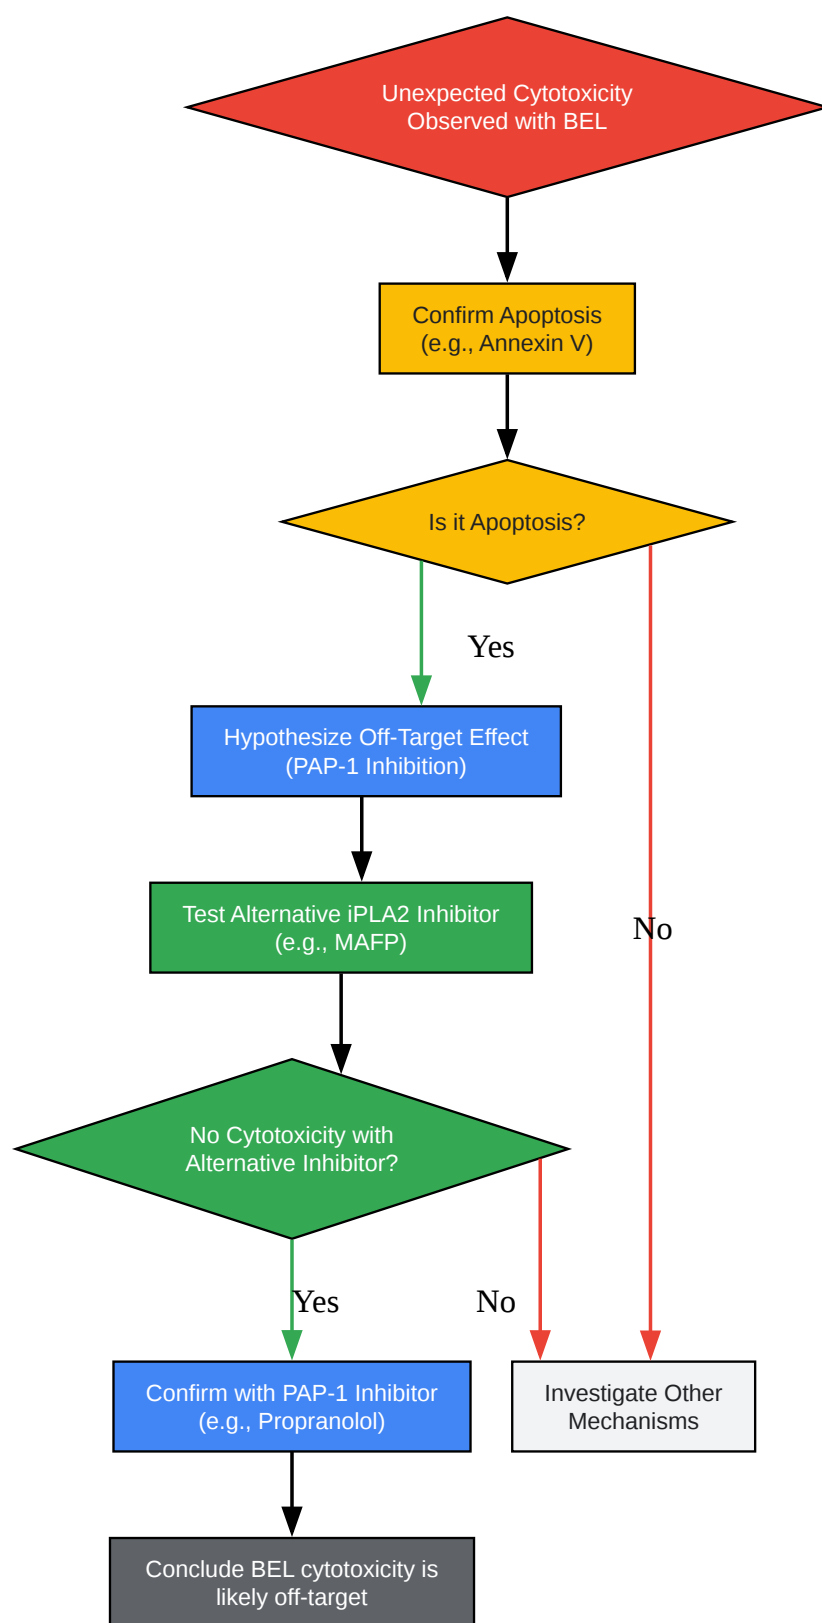 Unexpected Cytotoxicity
Observed with BEL
Confirm Apoptosis
(e.g., Annexin V)
Is it Apoptosis?
Yes
Hypothesize Off-Target Effect
(PAP-1 Inhibition)
Test Alternative iPLA2 Inhibitor
(e.g., MAFP)
No
No Cytotoxicity with
Alternative Inhibitor?
Yes
No
Confirm with PAP-1 Inhibitor
(e.g., Propranolol)
Investigate Other
Mechanisms
Conclude BEL cytotoxicity is
likely off-target